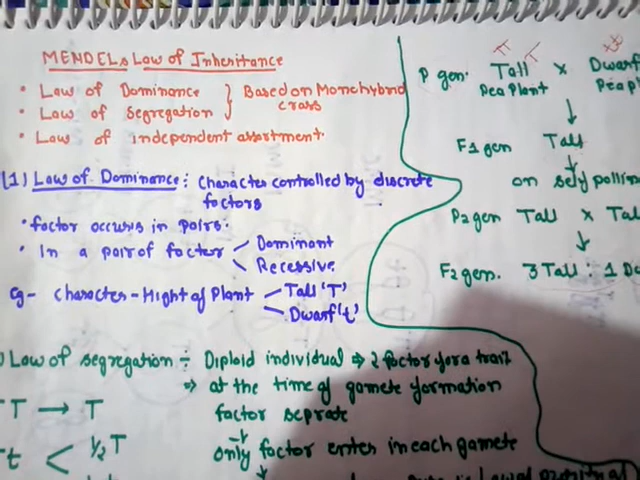 MENDELs Law of Inheritance
• Law of Dominance } Based on Monohybrid
• Law of Segregation } cross
• Law of independent assortment.
(1) Law of Dominance: Character controlled by discrete
factors
• factor occurs in pairs.
• In a pair of factor < Dominant
Recessive.
eg- Character - Hight of Plant - Tall 'T'
Dwarf 't'
Law of segregation ÷ Diploid individual ⇒ 2 factor for a trait
⇒ at the time of gamete formation
T → T factor seprate
t < 1/2 T only factor enters in each gamete
P gen. Tall x Dwarf
Pea Plant Pea p
↓
F1 gen Tall
↓
on self pollin
P2 gen Tall x Tal
↓
F2 gen. 3 Tall : 1 D